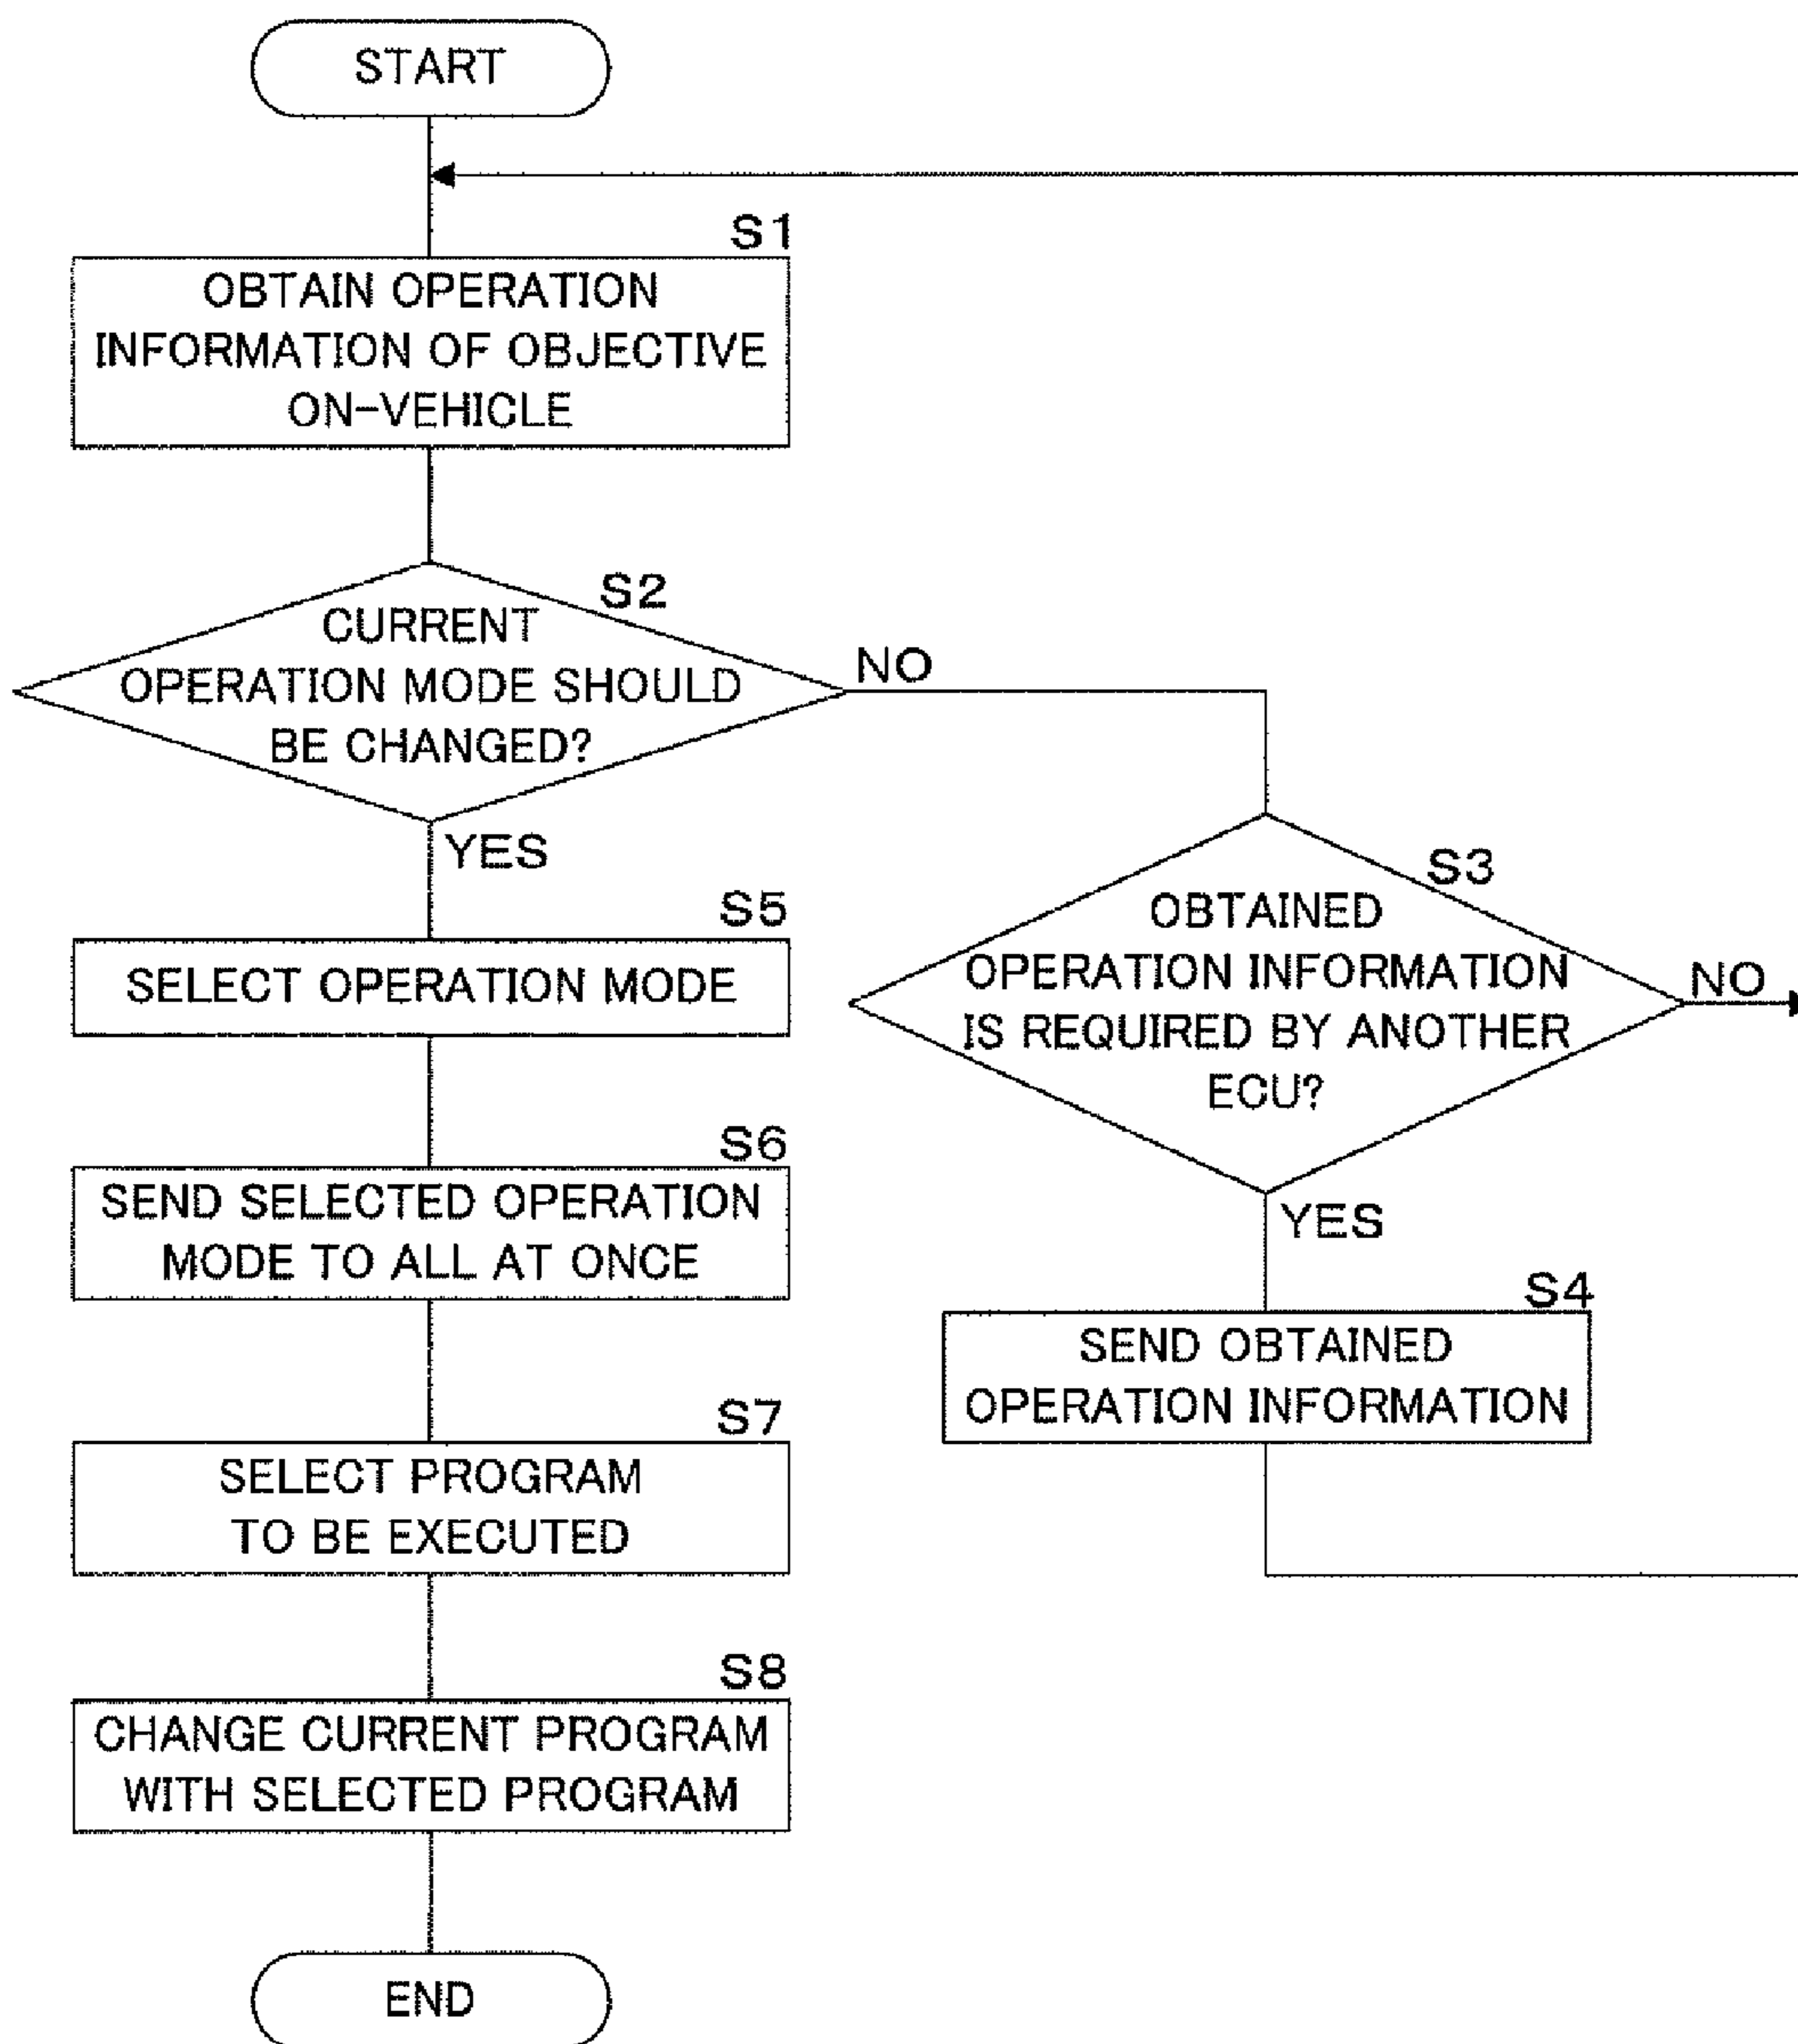 START
S1
OBTAIN OPERATION
INFORMATION OF OBJECTIVE
ON-VEHICLE
S2
CURRENT
OPERATION MODE SHOULD
BE CHANGED?
NO
YES
S3
OBTAINED
OPERATION INFORMATION
IS REQUIRED BY ANOTHER
ECU?
NO
YES
S4
SEND OBTAINED
OPERATION INFORMATION
S5
SELECT OPERATION MODE
S6
SEND SELECTED OPERATION
MODE TO ALL AT ONCE
S7
SELECT PROGRAM
TO BE EXECUTED
S8
CHANGE CURRENT PROGRAM
WITH SELECTED PROGRAM
END